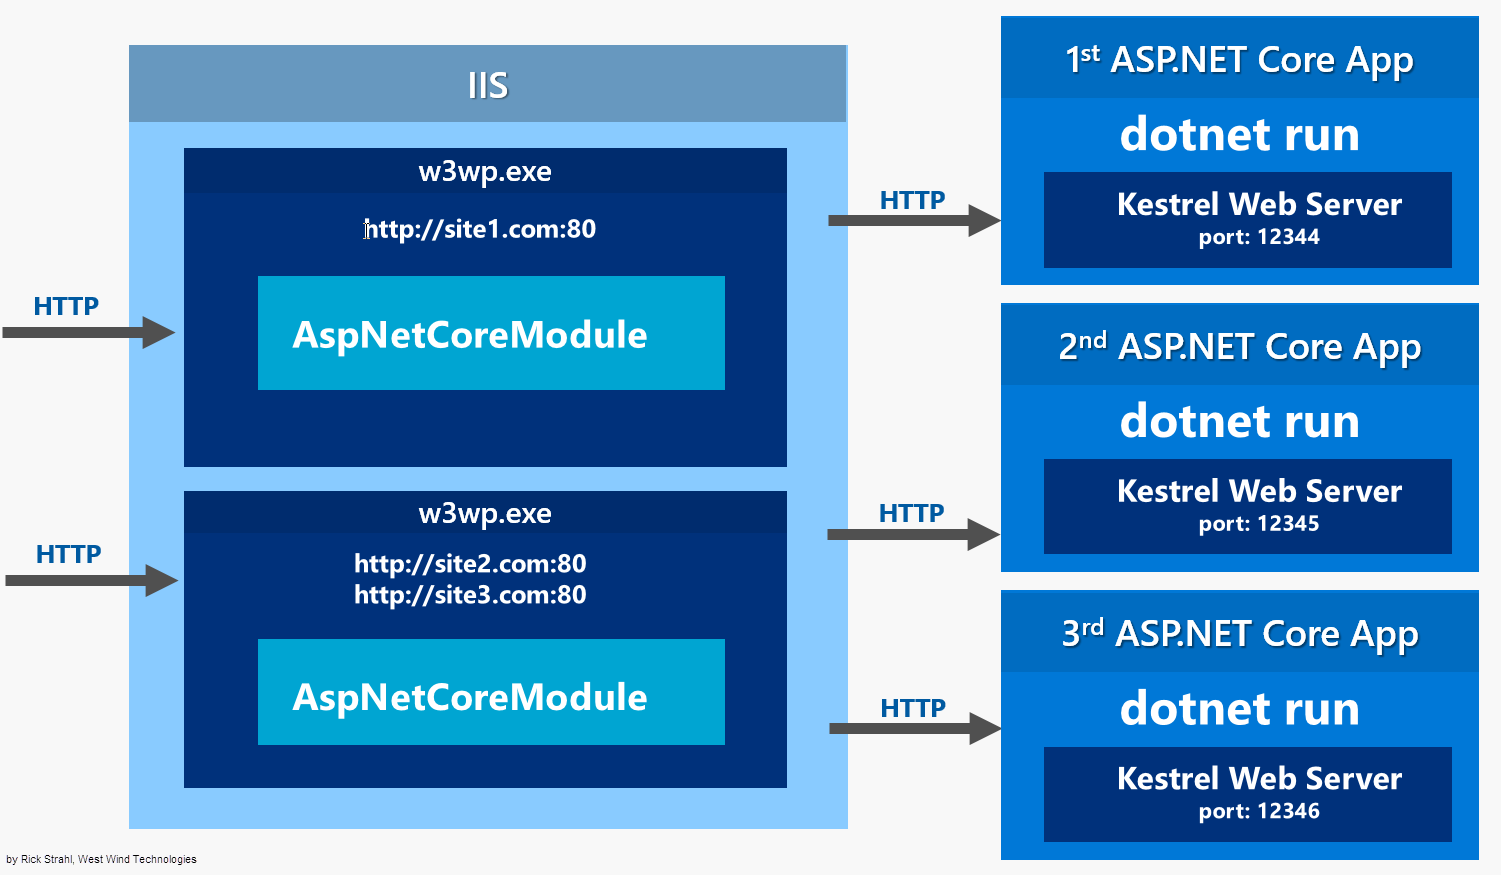 IIS
w3wp.exe
http://site1.com:80
AspNetCoreModule
HTTP
w3wp.exe
http://site2.com:80
http://site3.com:80
AspNetCoreModule
HTTP
HTTP
1st ASP.NET Core App
dotnet run
Kestrel Web Server
port: 12344
HTTP
2nd ASP.NET Core App
dotnet run
Kestrel Web Server
port: 12345
HTTP
3rd ASP.NET Core App
dotnet run
Kestrel Web Server
port: 12346
by Rick Strahl, West Wind Technologies